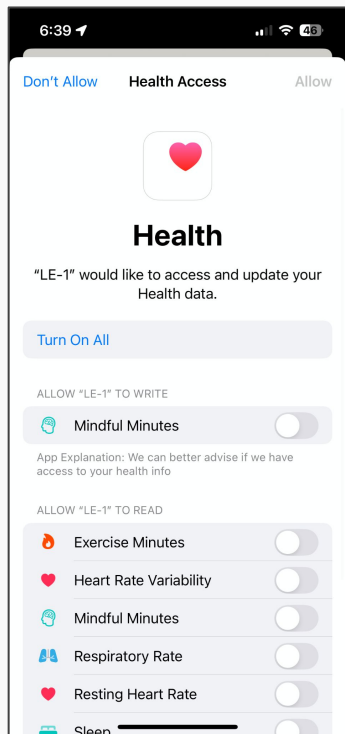 6:39
46
Don't Allow
Health Access
Allow
Health
“LE-1” would like to access and update your
Health data.
Turn On All
ALLOW “LE-1” TO WRITE
Mindful Minutes
App Explanation: We can better advise if we have
access to your health info
ALLOW “LE-1” TO READ
Exercise Minutes
Heart Rate Variability
Mindful Minutes
Respiratory Rate
Resting Heart Rate
Sleep